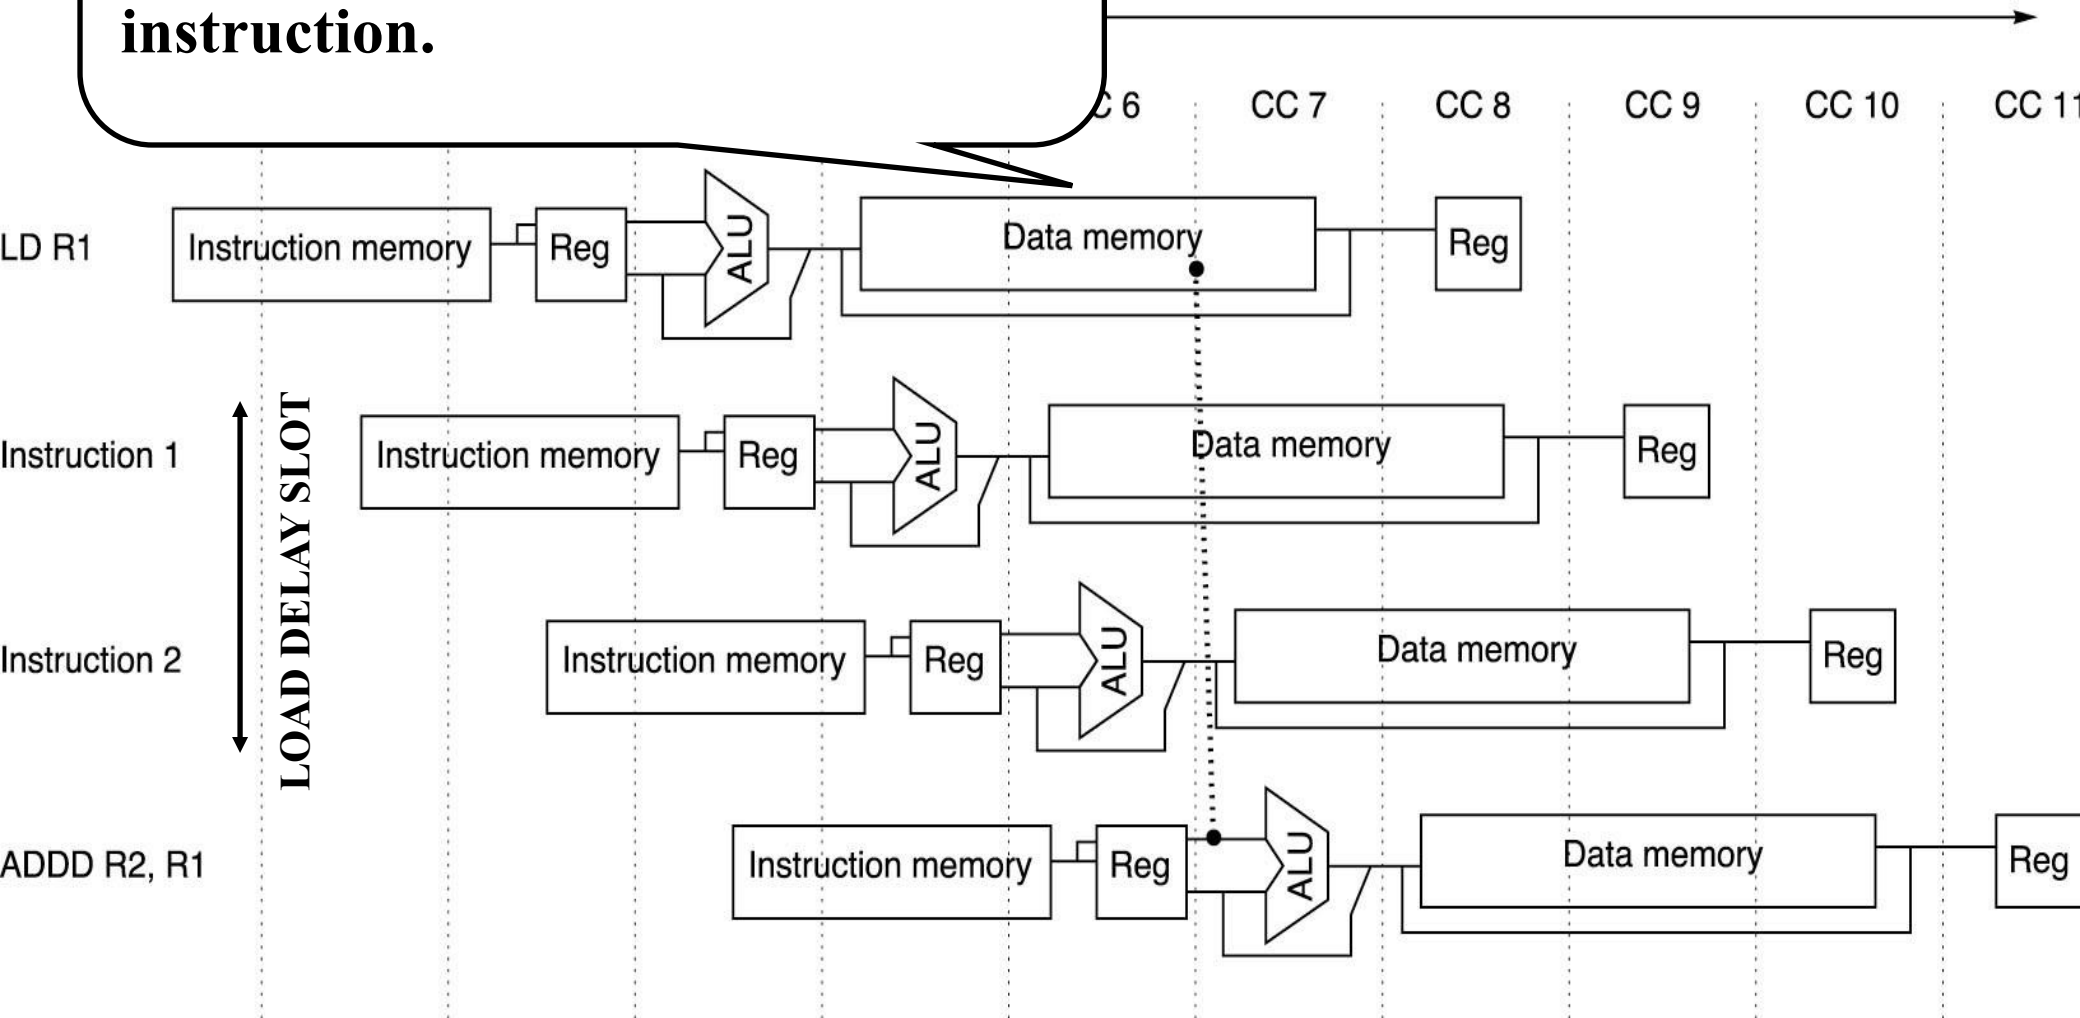 instruction.
C 6 CC 7 CC 8 CC 9 CC 10 CC 11
LD R1 Instruction memory Reg ALU Data memory Reg
Instruction 1 Instruction memory Reg ALU Data memory Reg
LOAD DELAY SLOT
Instruction 2 Instruction memory Reg ALU Data memory Reg
ADDD R2, R1 Instruction memory Reg ALU Data memory Reg